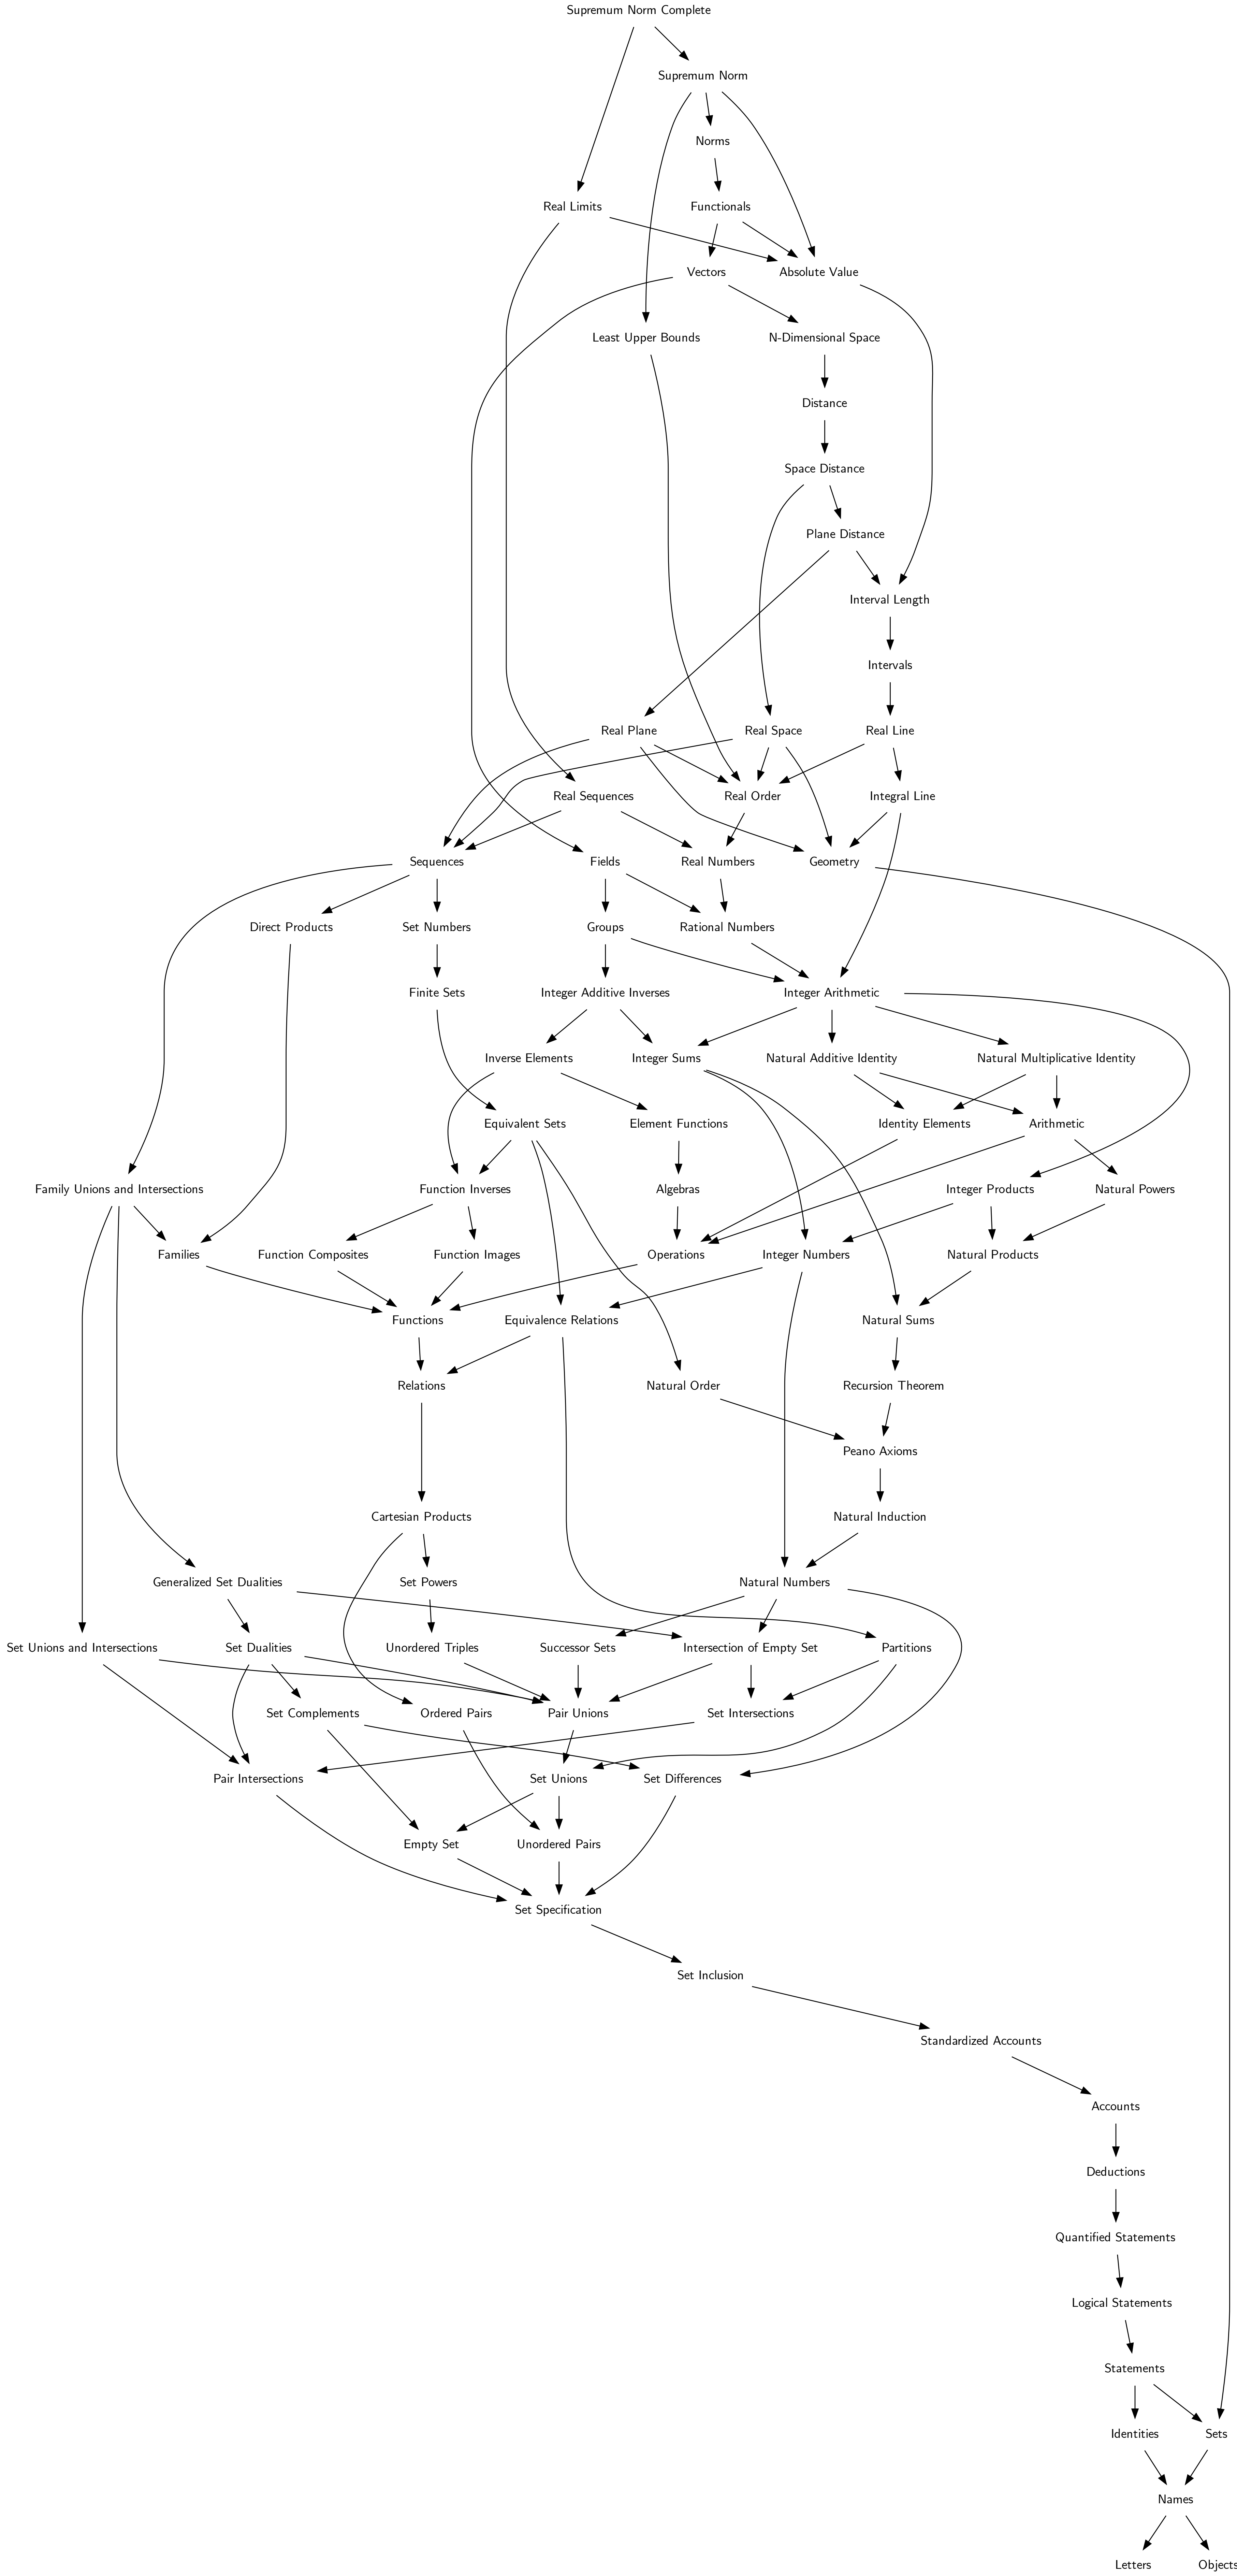 Supremum Norm Complete
Supremum Norm
Norms
Real Limits
Functionals
Vectors
Absolute Value
Least Upper Bounds
N-Dimensional Space
Distance
Space Distance
Plane Distance
Interval Length
Intervals
Real Plane
Real Space
Real Line
Real Sequences
Real Order
Integral Line
Sequences
Fields
Real Numbers
Geometry
Direct Products
Set Numbers
Groups
Rational Numbers
Finite Sets
Integer Additive Inverses
Integer Arithmetic
Inverse Elements
Integer Sums
Natural Additive Identity
Natural Multiplicative Identity
Equivalent Sets
Element Functions
Identity Elements
Arithmetic
Family Unions and Intersections
Function Inverses
Algebras
Integer Products
Natural Powers
Families
Function Composites
Function Images
Operations
Integer Numbers
Natural Products
Functions
Equivalence Relations
Natural Sums
Relations
Natural Order
Recursion Theorem
Peano Axioms
Cartesian Products
Natural Induction
Generalized Set Dualities
Set Powers
Natural Numbers
Set Unions and Intersections
Set Dualities
Unordered Triples
Successor Sets
Intersection of Empty Set
Partitions
Set Complements
Ordered Pairs
Pair Unions
Set Intersections
Pair Intersections
Set Unions
Set Differences
Empty Set
Unordered Pairs
Set Specification
Set Inclusion
Standardized Accounts
Accounts
Deductions
Quantified Statements
Logical Statements
Statements
Identities
Sets
Names
Letters
Objects